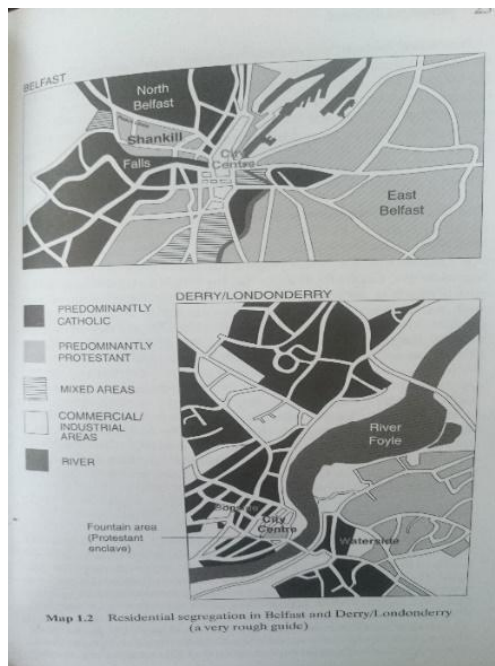 BELFAST
North
Belfast
Shankill
Falls
City
Centre
East
Belfast
DERRY/LONDONDERRY
PREDOMINANTLY
CATHOLIC
PREDOMINANTLY
PROTESTANT
MIXED AREAS
COMMERCIAL/
INDUSTRIAL
AREAS
RIVER
River
Foyle
Bogside
City
Centre
Waterside
Fountain area
(Protestant
enclave)
Map 1.2 Residential segregation in Belfast and Derry/Londonderry
(a very rough guide)